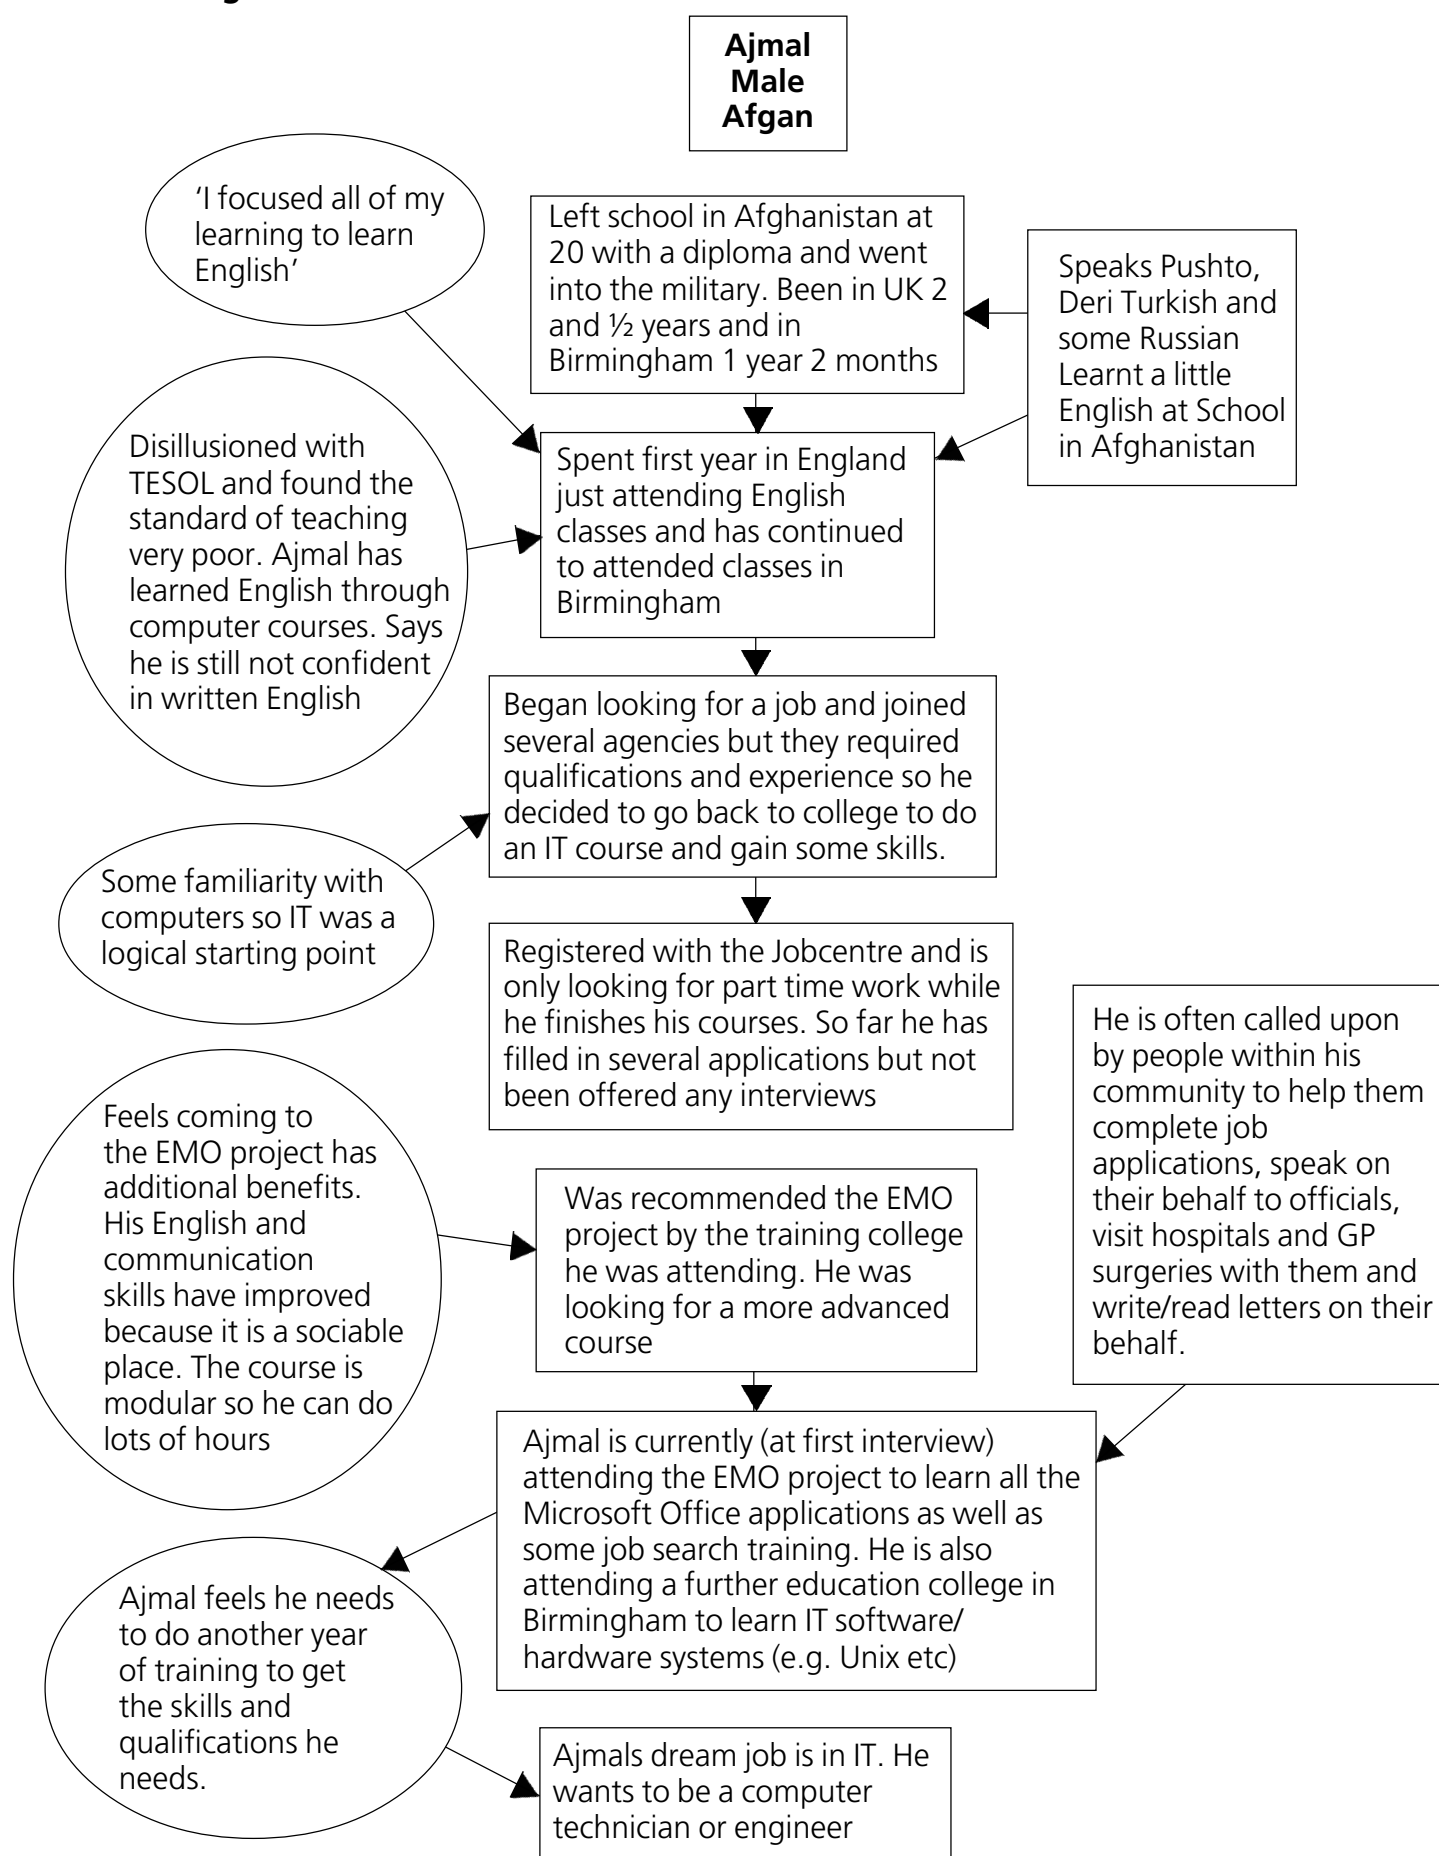 Ajmal
Male
Afgan
'I focused all of my
learning to learn
English'
Left school in Afghanistan at
20 with a diploma and went
into the military. Been in UK 2
and ½ years and in
Birmingham 1 year 2 months
Speaks Pushto,
Deri Turkish and
some Russian
Learnt a little
English at School
in Afghanistan
Disillusioned with
TESOL and found the
standard of teaching
very poor. Ajmal has
learned English through
computer courses. Says
he is still not confident
in written English
Spent first year in England
just attending English
classes and has continued
to attended classes in
Birmingham
Began looking for a job and joined
several agencies but they required
qualifications and experience so he
decided to go back to college to do
an IT course and gain some skills.
Some familiarity with
computers so IT was a
logical starting point
Registered with the Jobcentre and is
only looking for part time work while
he finishes his courses. So far he has
filled in several applications but not
been offered any interviews
He is often called upon
by people within his
community to help them
complete job
applications, speak on
their behalf to officials,
visit hospitals and GP
surgeries with them and
write/read letters on their
behalf.
Feels coming to
the EMO project has
additional benefits.
His English and
communication
skills have improved
because it is a sociable
place. The course is
modular so he can do
lots of hours
Was recommended the EMO
project by the training college
he was attending. He was
looking for a more advanced
course
Ajmal is currently (at first interview)
attending the EMO project to learn all the
Microsoft Office applications as well as
some job search training. He is also
attending a further education college in
Birmingham to learn IT software/
hardware systems (e.g. Unix etc)
Ajmal feels he needs
to do another year
of training to get
the skills and
qualifications he
needs.
Ajmals dream job is in IT. He
wants to be a computer
technician or engineer